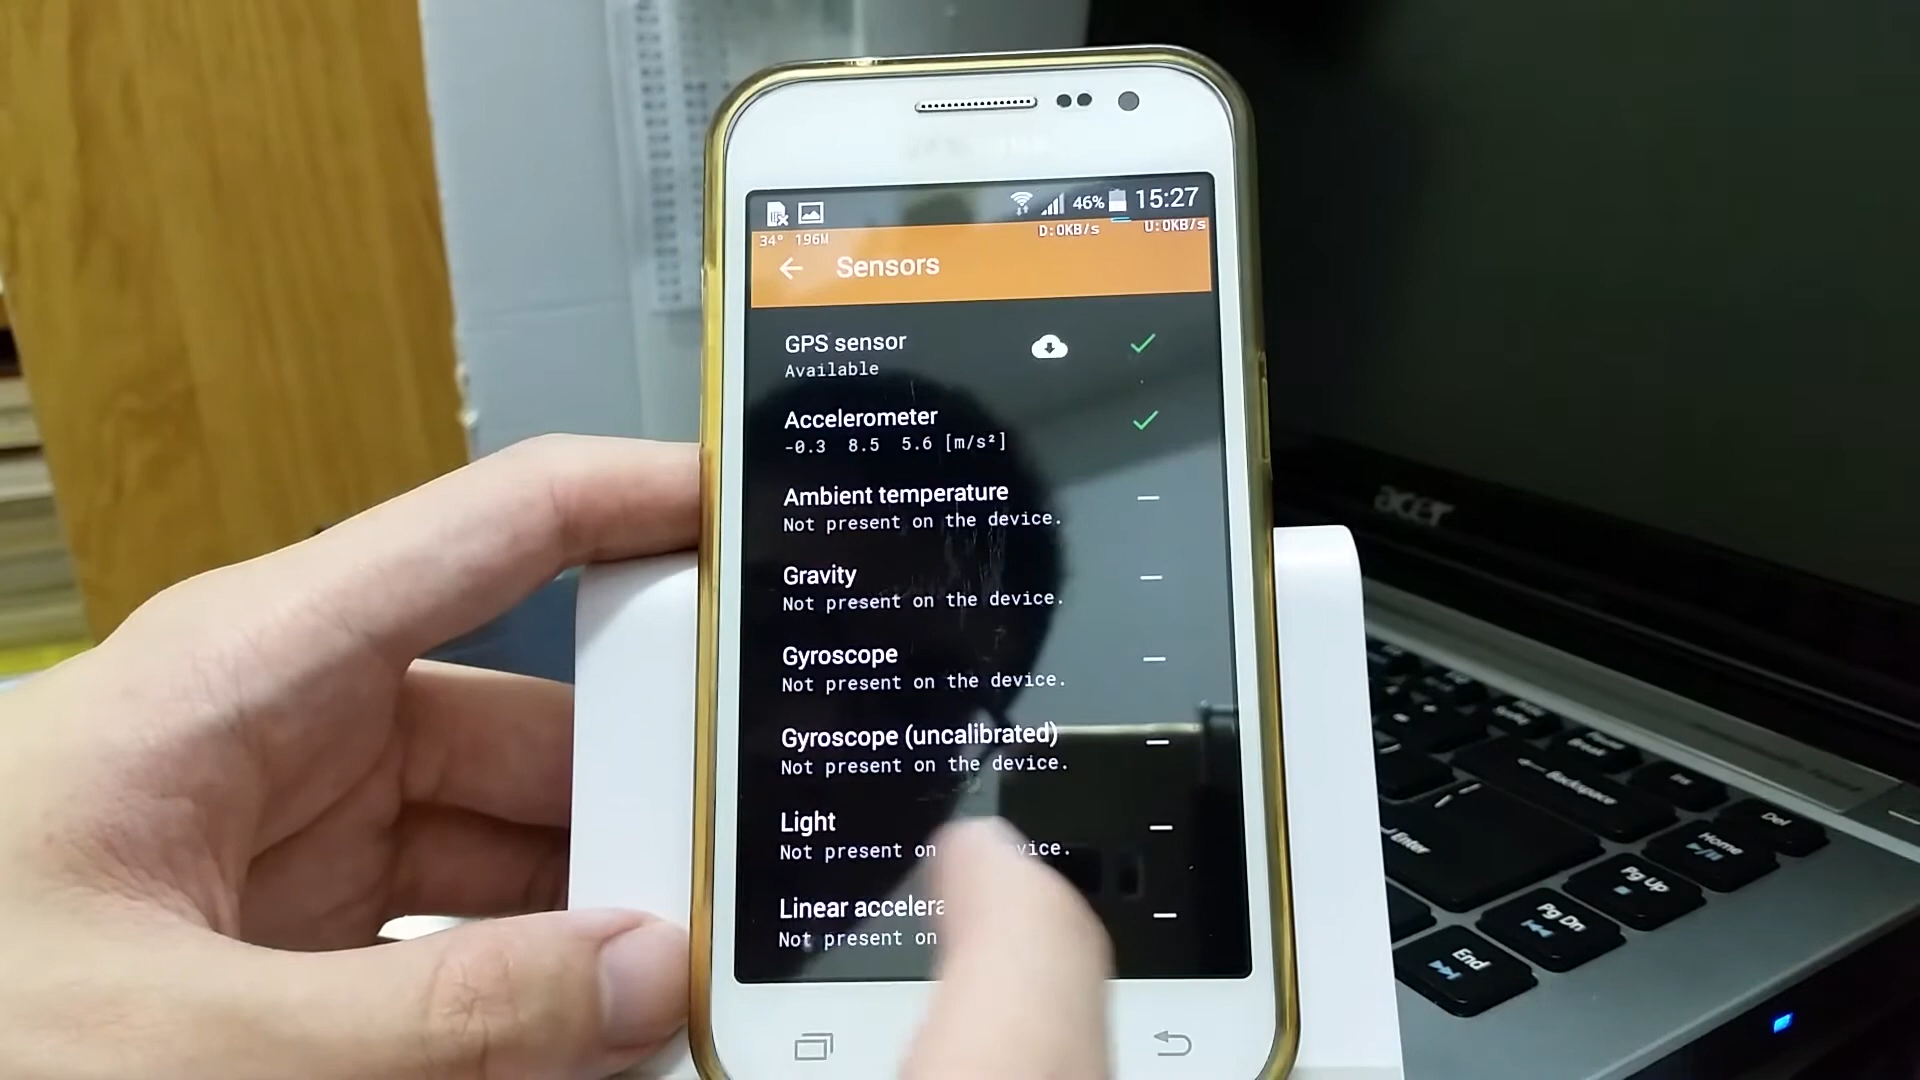 46% 15:27
34° 196M D:0KB/s U:0KB/s
Sensors
GPS sensor
Available
Accelerometer
-0.3 8.5 5.6 [m/s²]
Ambient temperature
Not present on the device.
Gravity
Not present on the device.
Gyroscope
Not present on the device.
Gyroscope (uncalibrated)
Not present on the device.
Light
Not present on
vice.
Linear accelera
Not present on
acer
Backspace
Enter
Del
Home
Pg Up
Pg Dn
End